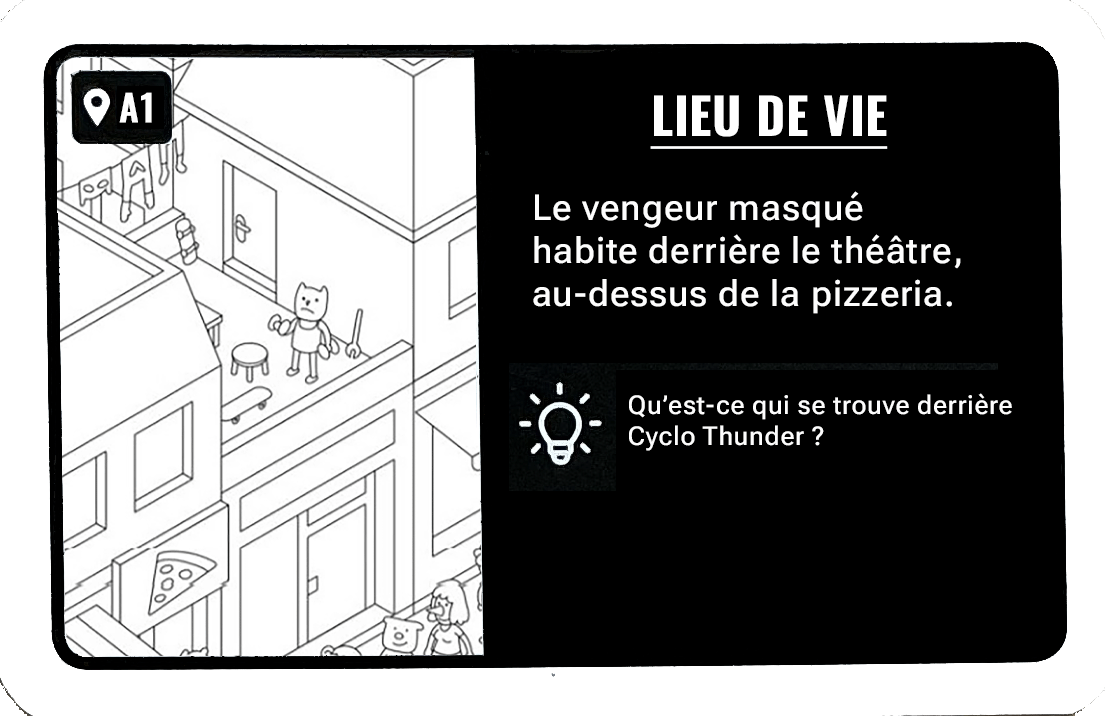 A1
LIEU DE VIE
Le vengeur masqué
habite derrière le théâtre,
au-dessus de la pizzeria.
Qu’est-ce qui se trouve derrière
Cyclo Thunder ?